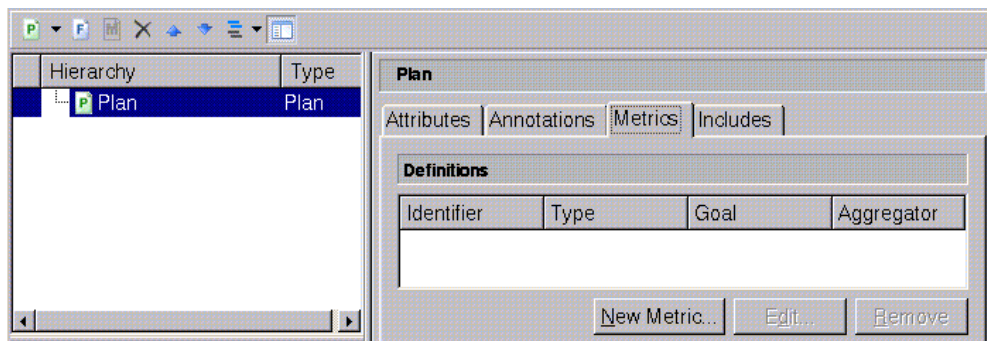 P F M
Hierarchy Type
P Plan Plan
Plan
Attributes Annotations Metrics Includes
Definitions
Identifier Type Goal Aggregator
New Metric... Edit... Remove